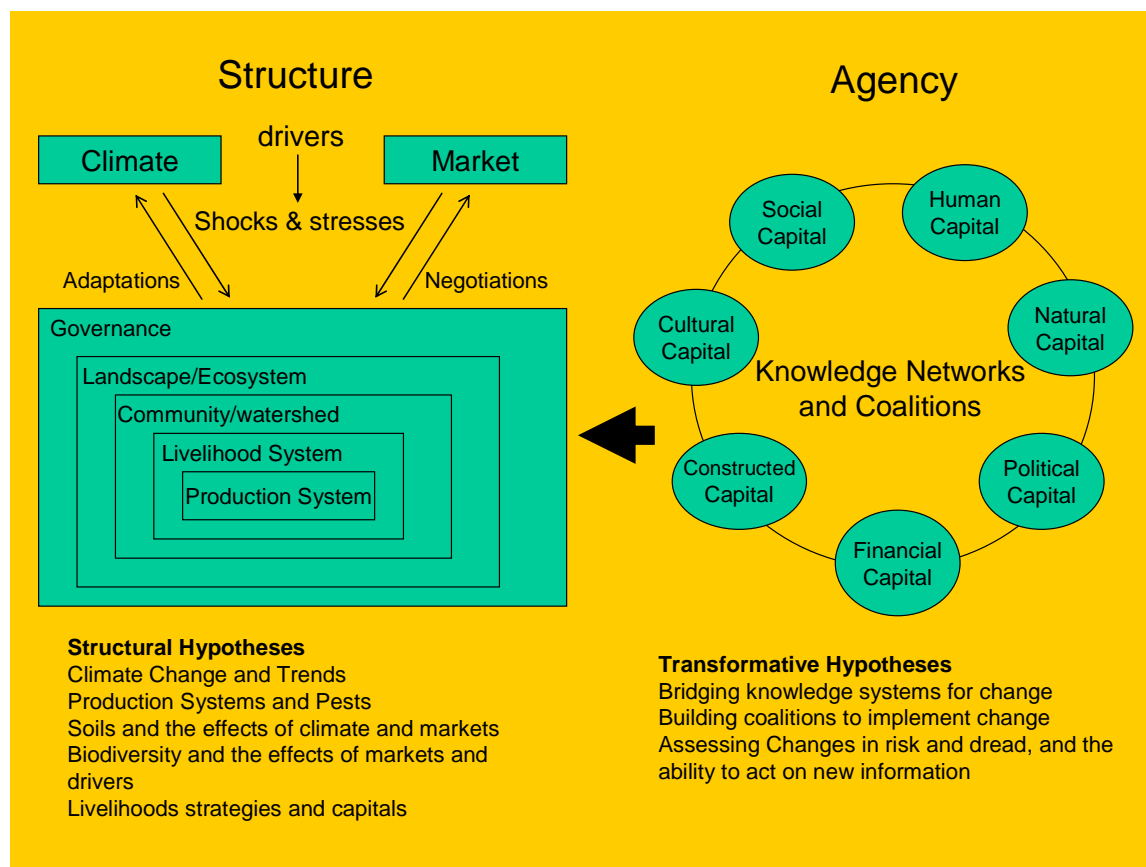 Structure
drivers
Climate
Market
Shocks & stresses
Adaptations
Negotiations
Governance
Landscape/Ecosystem
Community/watershed
Livelihood System
Production System
Structural Hypotheses
Climate Change and Trends
Production Systems and Pests
Soils and the effects of climate and markets
Biodiversity and the effects of markets and
drivers
Livelihoods strategies and capitals
Agency
Social
Capital
Human
Capital
Cultural
Capital
Natural
Capital
Knowledge Networks
and Coalitions
Constructed
Capital
Political
Capital
Financial
Capital
Transformative Hypotheses
Bridging knowledge systems for change
Building coalitions to implement change
Assessing Changes in risk and dread, and the
ability to act on new information